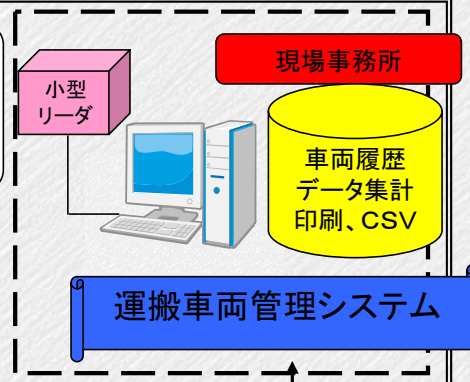 現場事務所
小型
リーダ
車両履歴
データ集計
印刷、CSV
運搬車両管理システム